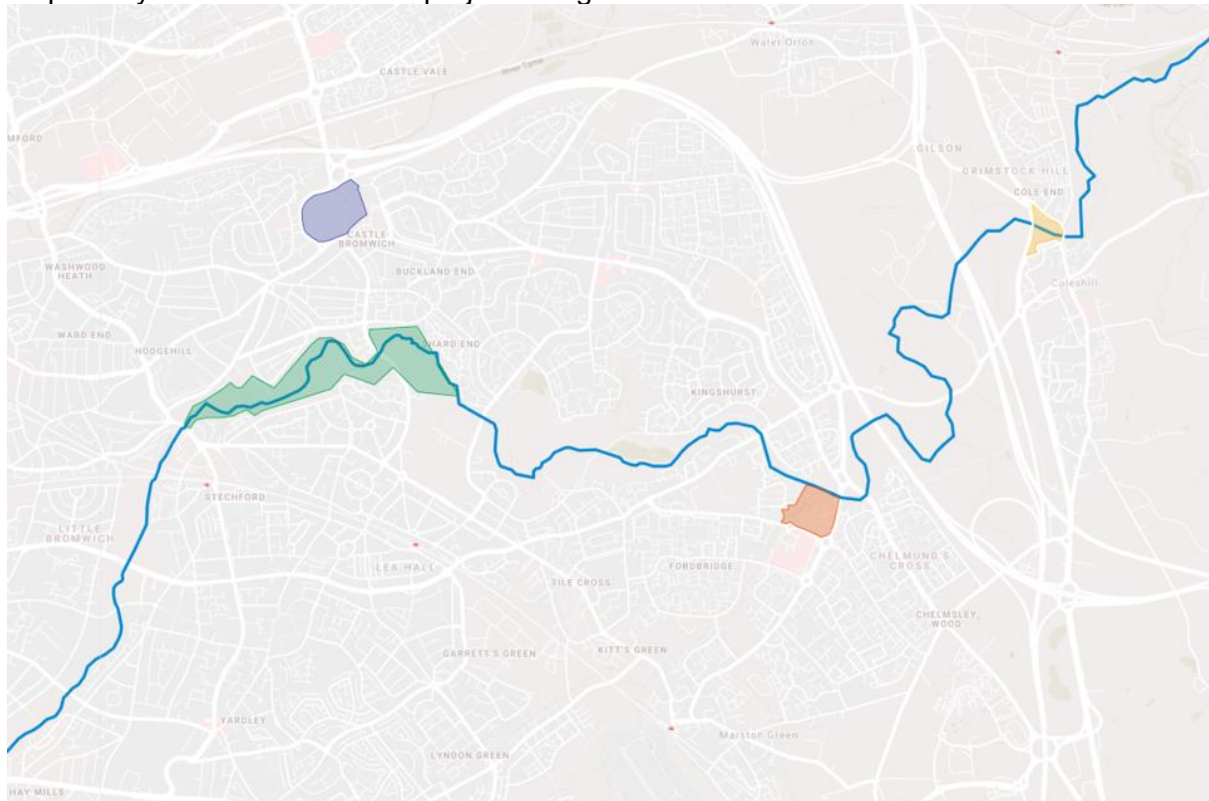 Water Orton
River Tame
CASTLE VALE
MFORD
GILSON
GRIMSTOCK HILL
COLE END
CASTLE
BROMWICH
WASHWOOD
HEATH
BUCKLAND END
Coleshill
WARD END
HODGEHILL
SHARD END
KINGSHURST
STECHFORD
LITTLE
BROMWICH
LEA HALL
FORDBRIDGE
CHELMUND'S
CROSS
TILE CROSS
CHELMSLEY
WOOD
GARRETT'S GREEN
KITT'S GREEN
YARDLEY
Marston Green
LYNDON GREEN
HAY MILLS